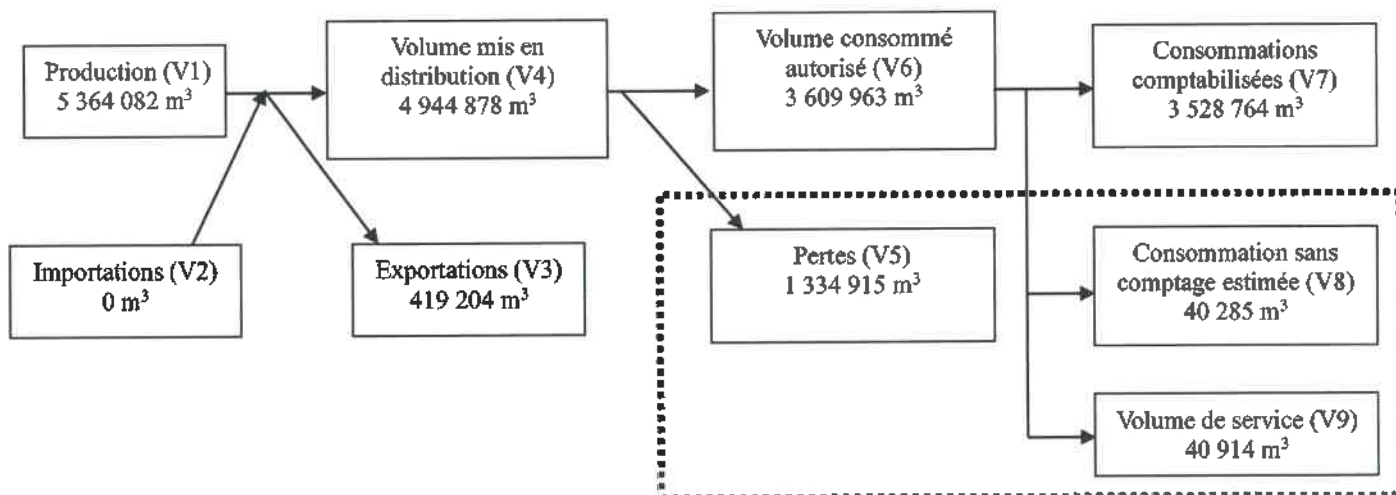 Production (V1)
5 364 082 m³
Volume mis en
distribution (V4)
4 944 878 m³
Volume consommé
autorisé (V6)
3 609 963 m³
Consommations
comptabilisées (V7)
3 528 764 m³
Importations (V2)
0 m³
Exportations (V3)
419 204 m³
Pertes (V5)
1 334 915 m³
Consommation sans
comptage estimée (V8)
40 285 m³
Volume de service (V9)
40 914 m³